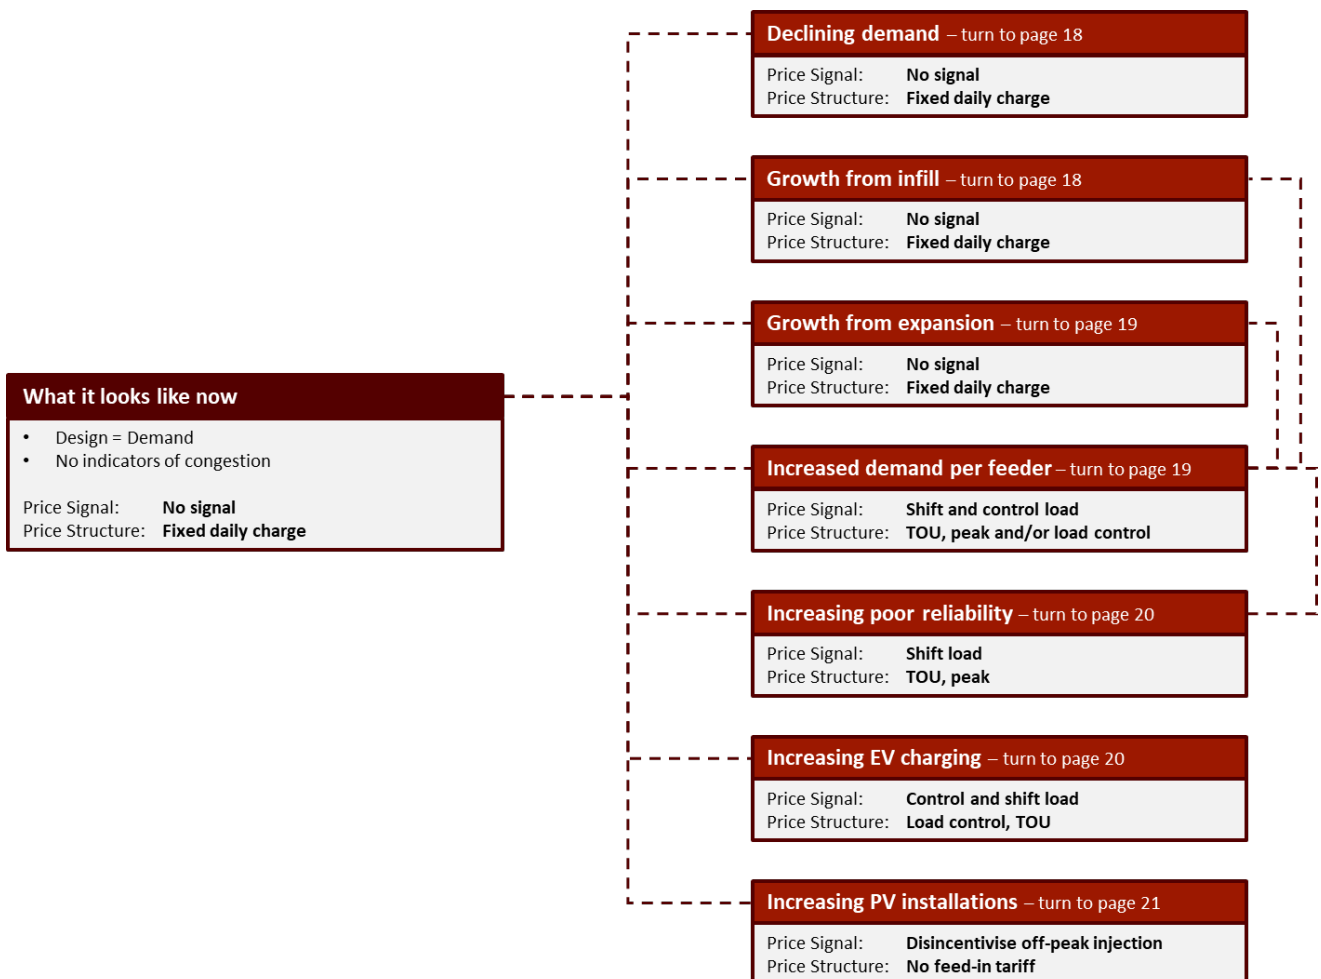 Declining demand – turn to page 18
Price Signal: No signal
Price Structure: Fixed daily charge
Growth from infill – turn to page 18
Price Signal: No signal
Price Structure: Fixed daily charge
Growth from expansion – turn to page 19
Price Signal: No signal
Price Structure: Fixed daily charge
What it looks like now
• Design = Demand
• No indicators of congestion
Price Signal: No signal
Price Structure: Fixed daily charge
Increased demand per feeder – turn to page 19
Price Signal: Shift and control load
Price Structure: TOU, peak and/or load control
Increasing poor reliability – turn to page 20
Price Signal: Shift load
Price Structure: TOU, peak
Increasing EV charging – turn to page 20
Price Signal: Control and shift load
Price Structure: Load control, TOU
Increasing PV installations – turn to page 21
Price Signal: Disincentivise off-peak injection
Price Structure: No feed-in tariff